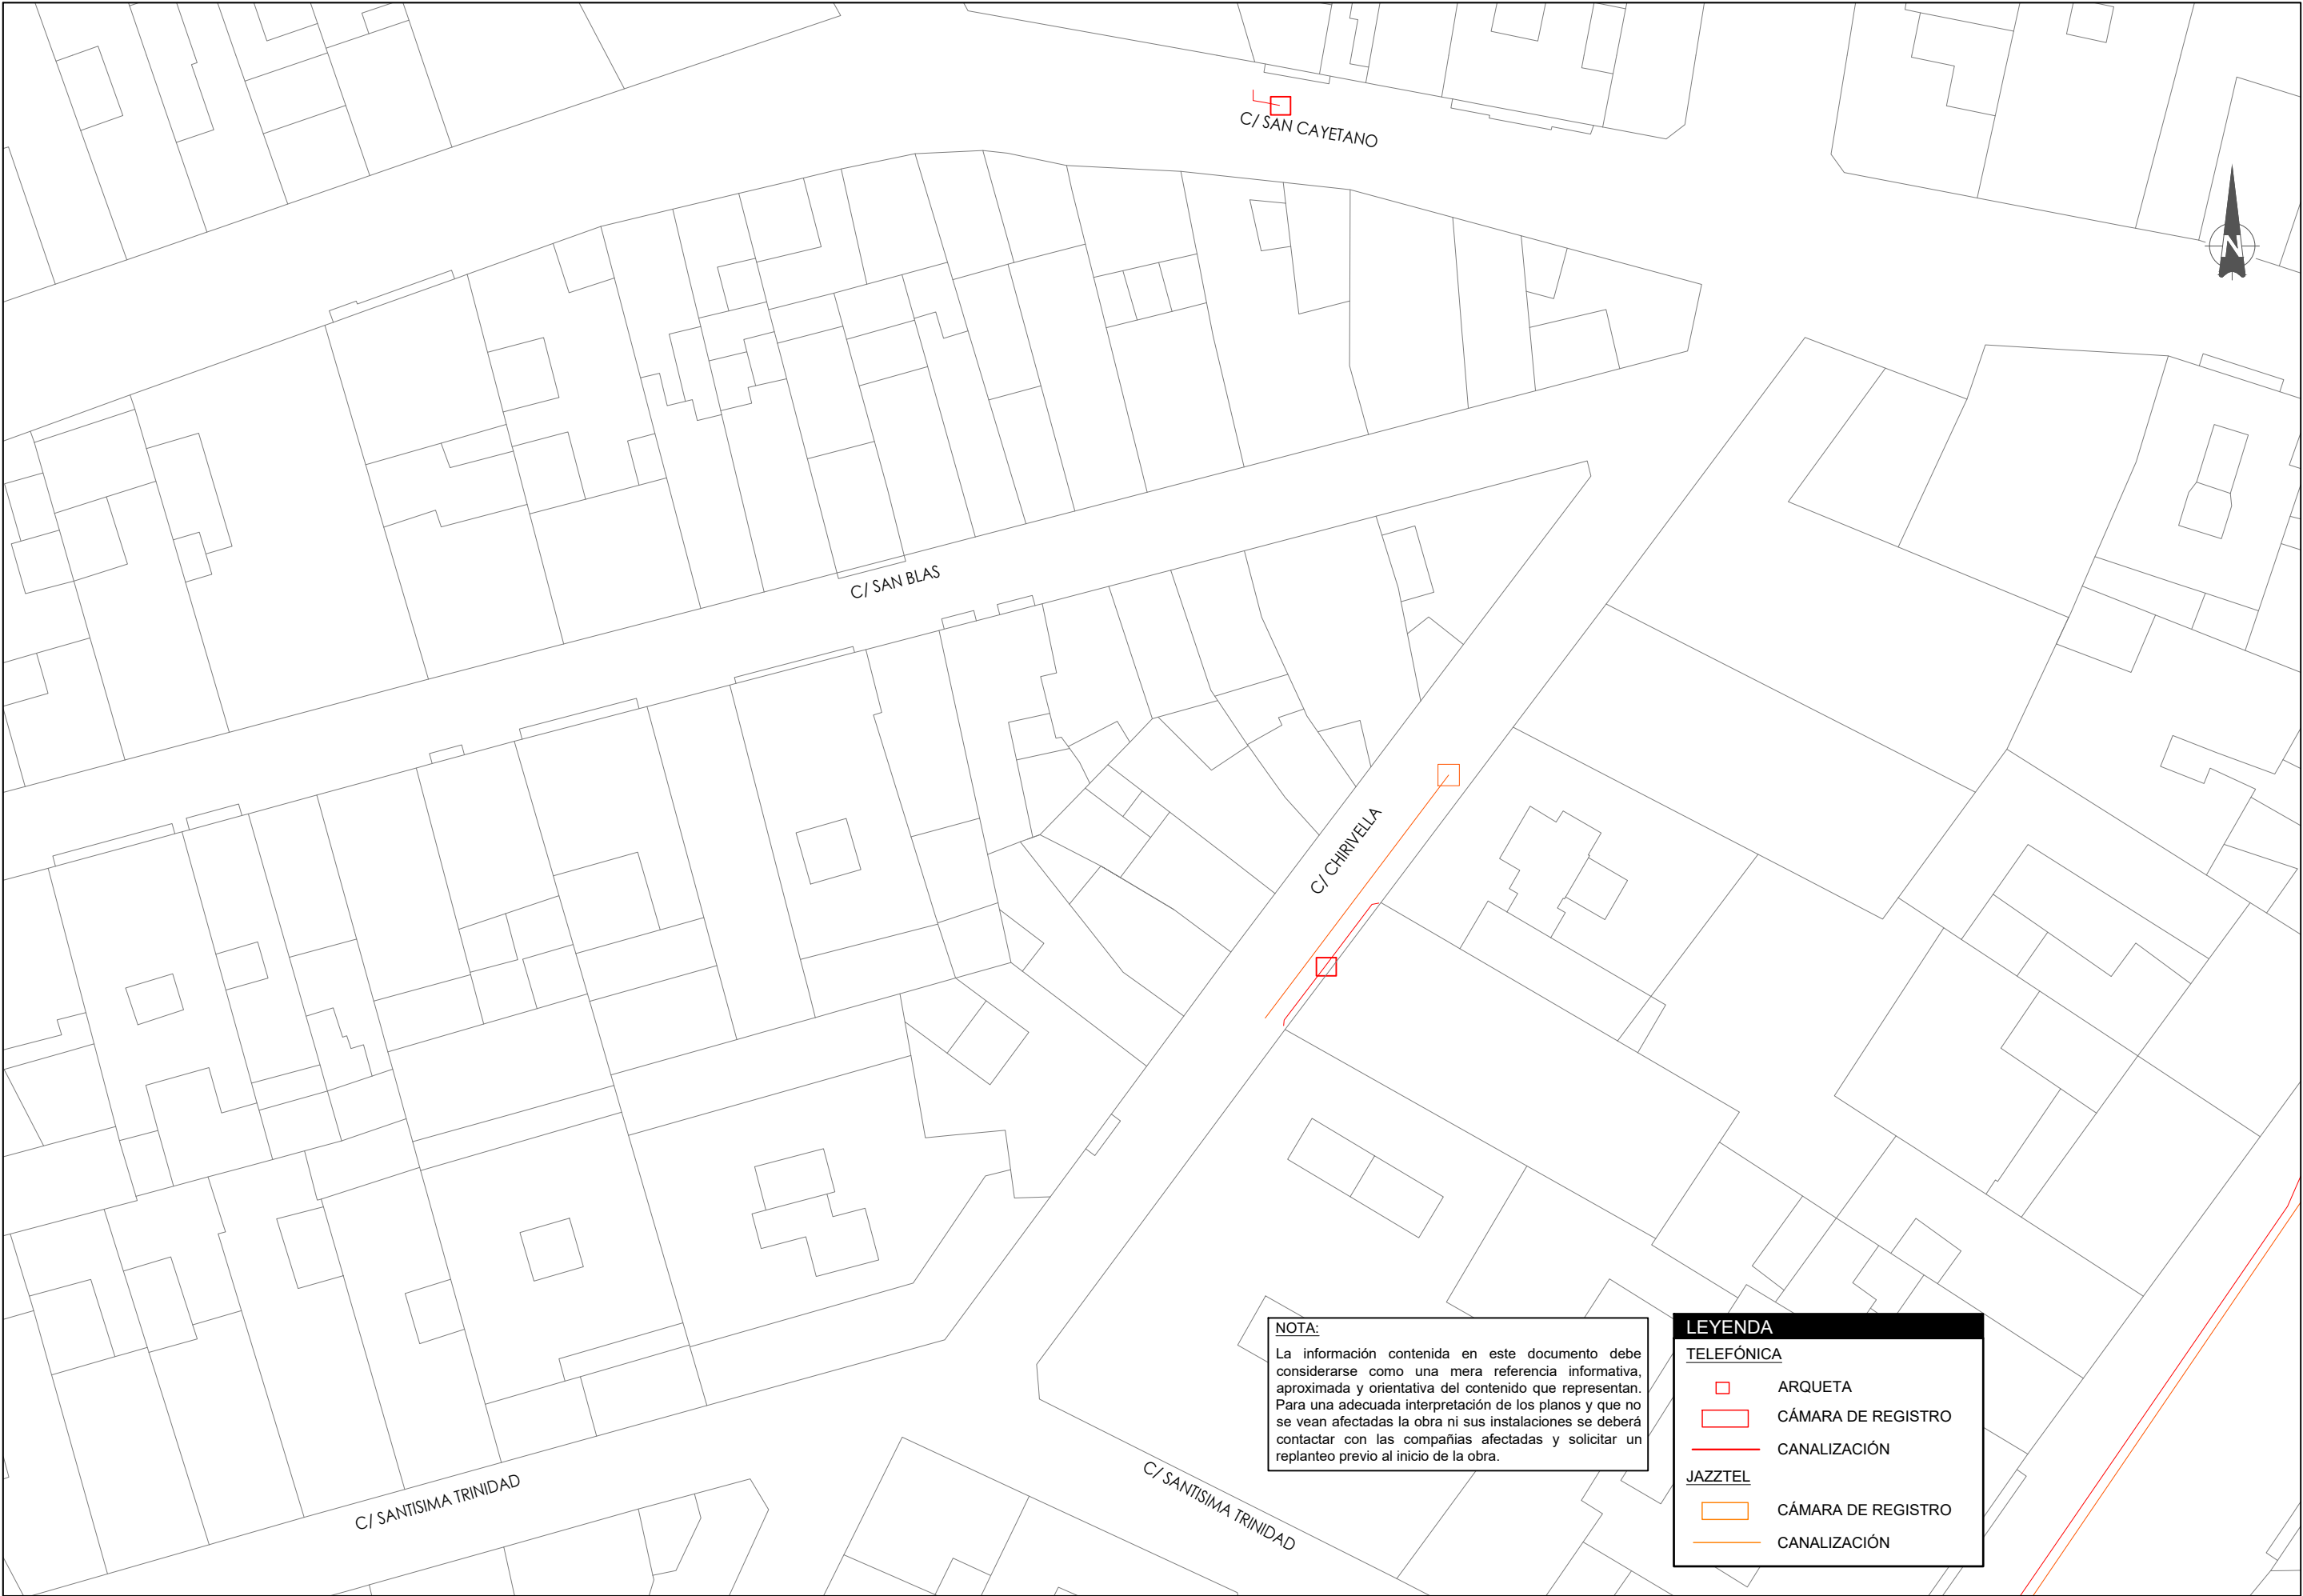 C/ SAN CAYETANO
N
C/ SAN BLAS
C/ CHIRIVELLA
NOTA:
La información contenida en este documento debe
considerarse como una mera referencia informativa,
aproximada y orientativa del contenido que representan.
Para una adecuada interpretación de los planos y que no
se vean afectadas la obra ni sus instalaciones se deberá
contactar con las compañias afectadas y solicitar un
replanteo previo al inicio de la obra.
LEYENDA
TELEFÓNICA
ARQUETA
CÁMARA DE REGISTRO
CANALIZACIÓN
JAZZTEL
CÁMARA DE REGISTRO
CANALIZACIÓN
C/ SANTISIMA TRINIDAD
C/ SANTISIMA TRINIDAD